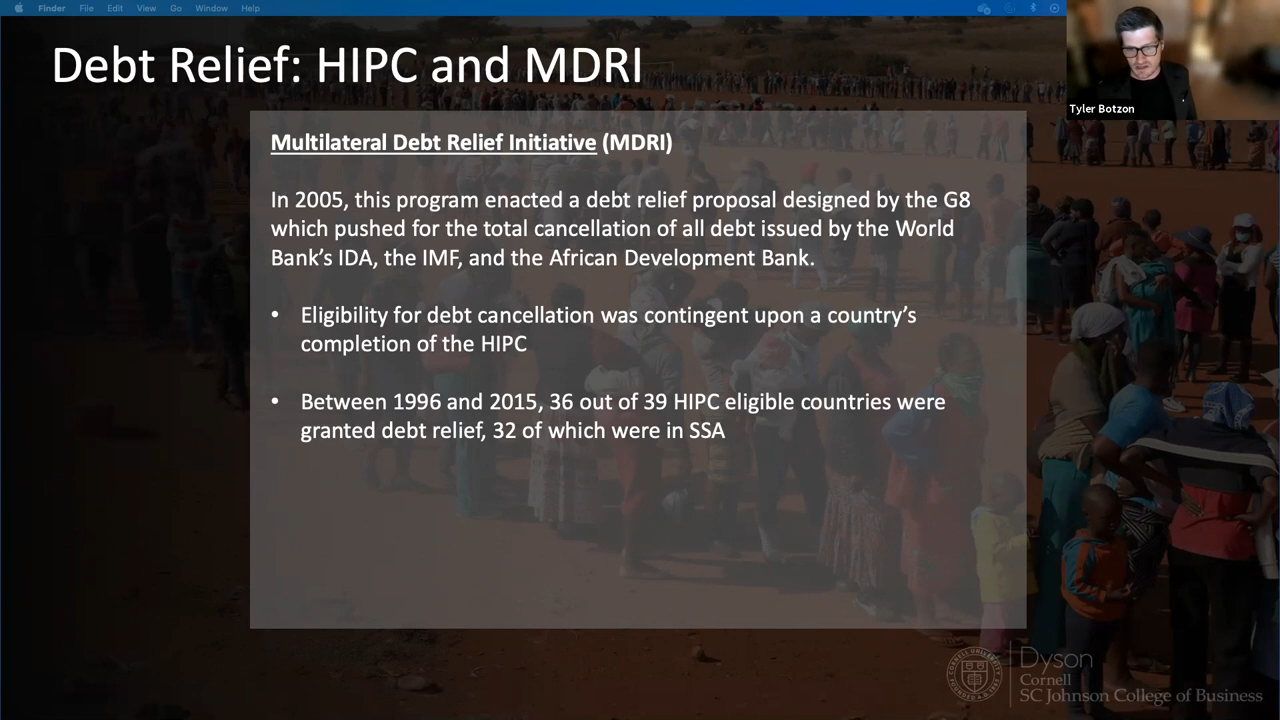 Finder File Edit View Go Window Help
Debt Relief: HIPC and MDRI
Tyler Botzon
Multilateral Debt Relief Initiative (MDRI)
In 2005, this program enacted a debt relief proposal designed by the G8
which pushed for the total cancellation of all debt issued by the World
Bank’s IDA, the IMF, and the African Development Bank.
• Eligibility for debt cancellation was contingent upon a country’s
completion of the HIPC
• Between 1996 and 2015, 36 out of 39 HIPC eligible countries were
granted debt relief, 32 of which were in SSA
Dyson
Cornell
SC Johnson College of Business